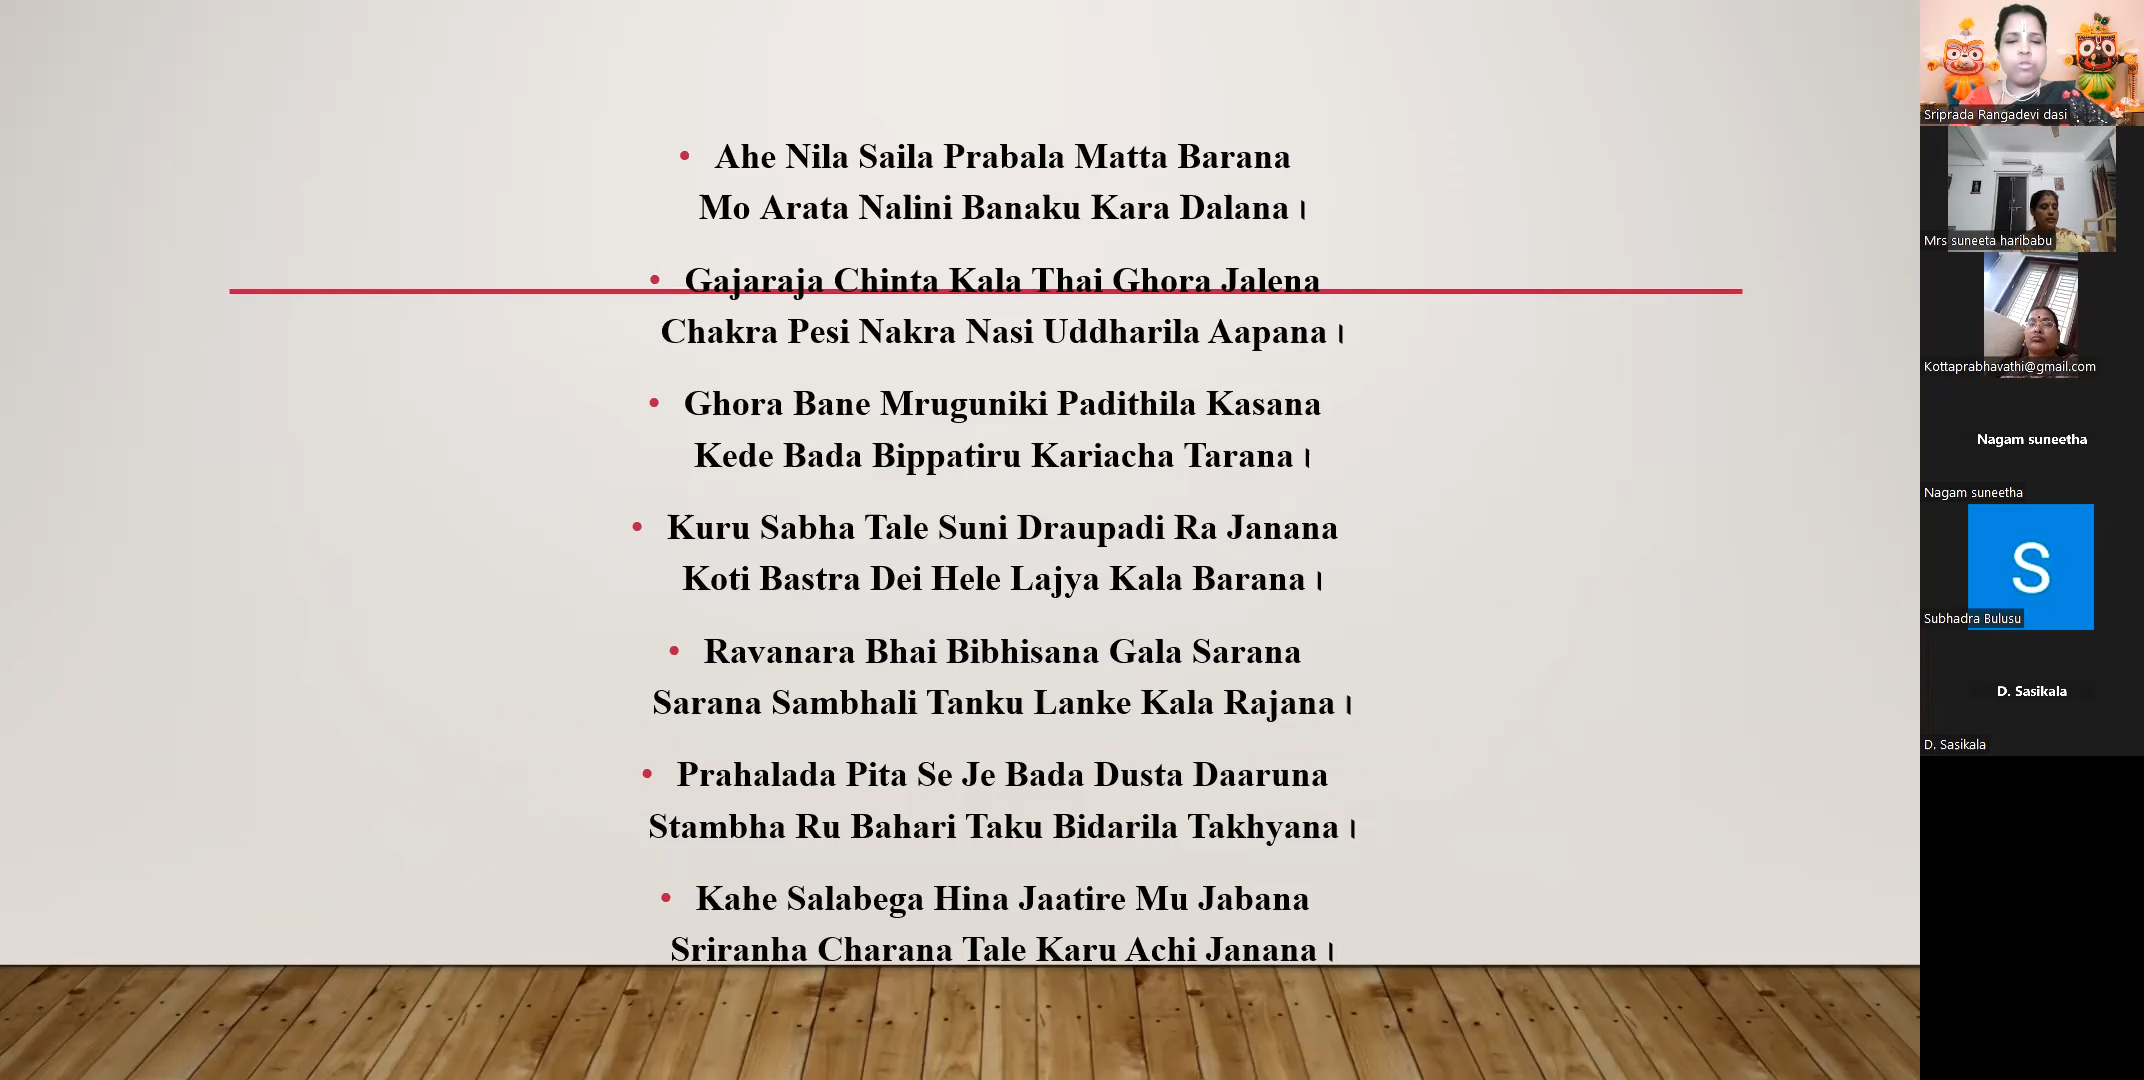 Ahe Nila Saila Prabala Matta Barana
Mo Arata Nalini Banaku Kara Dalana ।
Gajaraja Chinta Kala Thai Ghora Jalena
Chakra Pesi Nakra Nasi Uddharila Aapana ।
Ghora Bane Mruguniki Padithila Kasana
Kede Bada Bippatiru Kariacha Tarana ।
Kuru Sabha Tale Suni Draupadi Ra Janana
Koti Bastra Dei Hele Lajya Kala Barana ।
Ravanara Bhai Bibhisana Gala Sarana
Sarana Sambhali Tanku Lanke Kala Rajana ।
Prahalada Pita Se Je Bada Dusta Daaruna
Stambha Ru Bahari Taku Bidarila Takhyana ।
Kahe Salabega Hina Jaatire Mu Jabana
Sriranha Charana Tale Karu Achi Janana ।
Sriprada Rangadevi dasi
Mrs suneeta haribabu
Kottaprabhavathi@gmail.com
Nagam suneetha
Nagam suneetha
S
Subhadra Bulusu
D. Sasikala
D. Sasikala